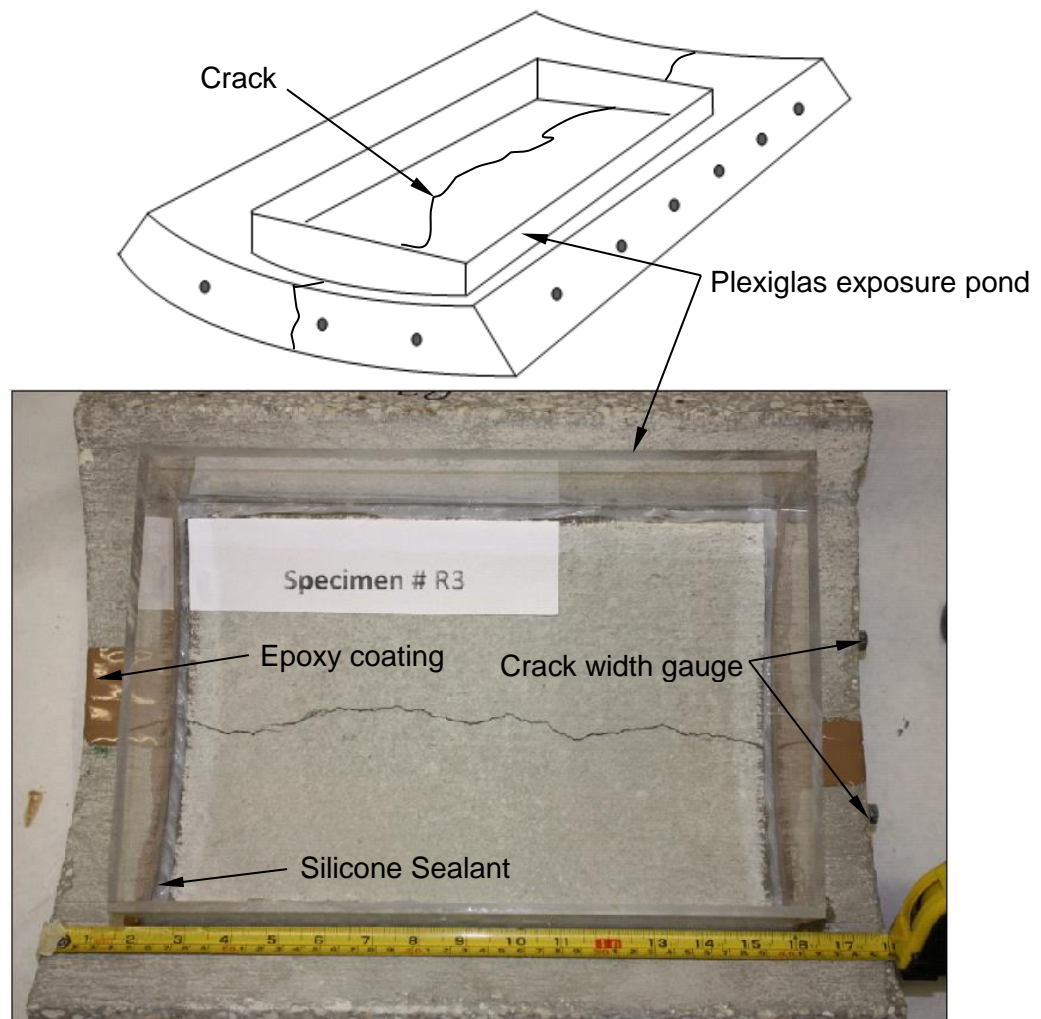 Crack
Plexiglas exposure pond
Specimen # R3
Epoxy coating
Crack width gauge
Silicone Sealant
1 2 3 4 5 6 7 8 9 10 11 13 14 15 16 17